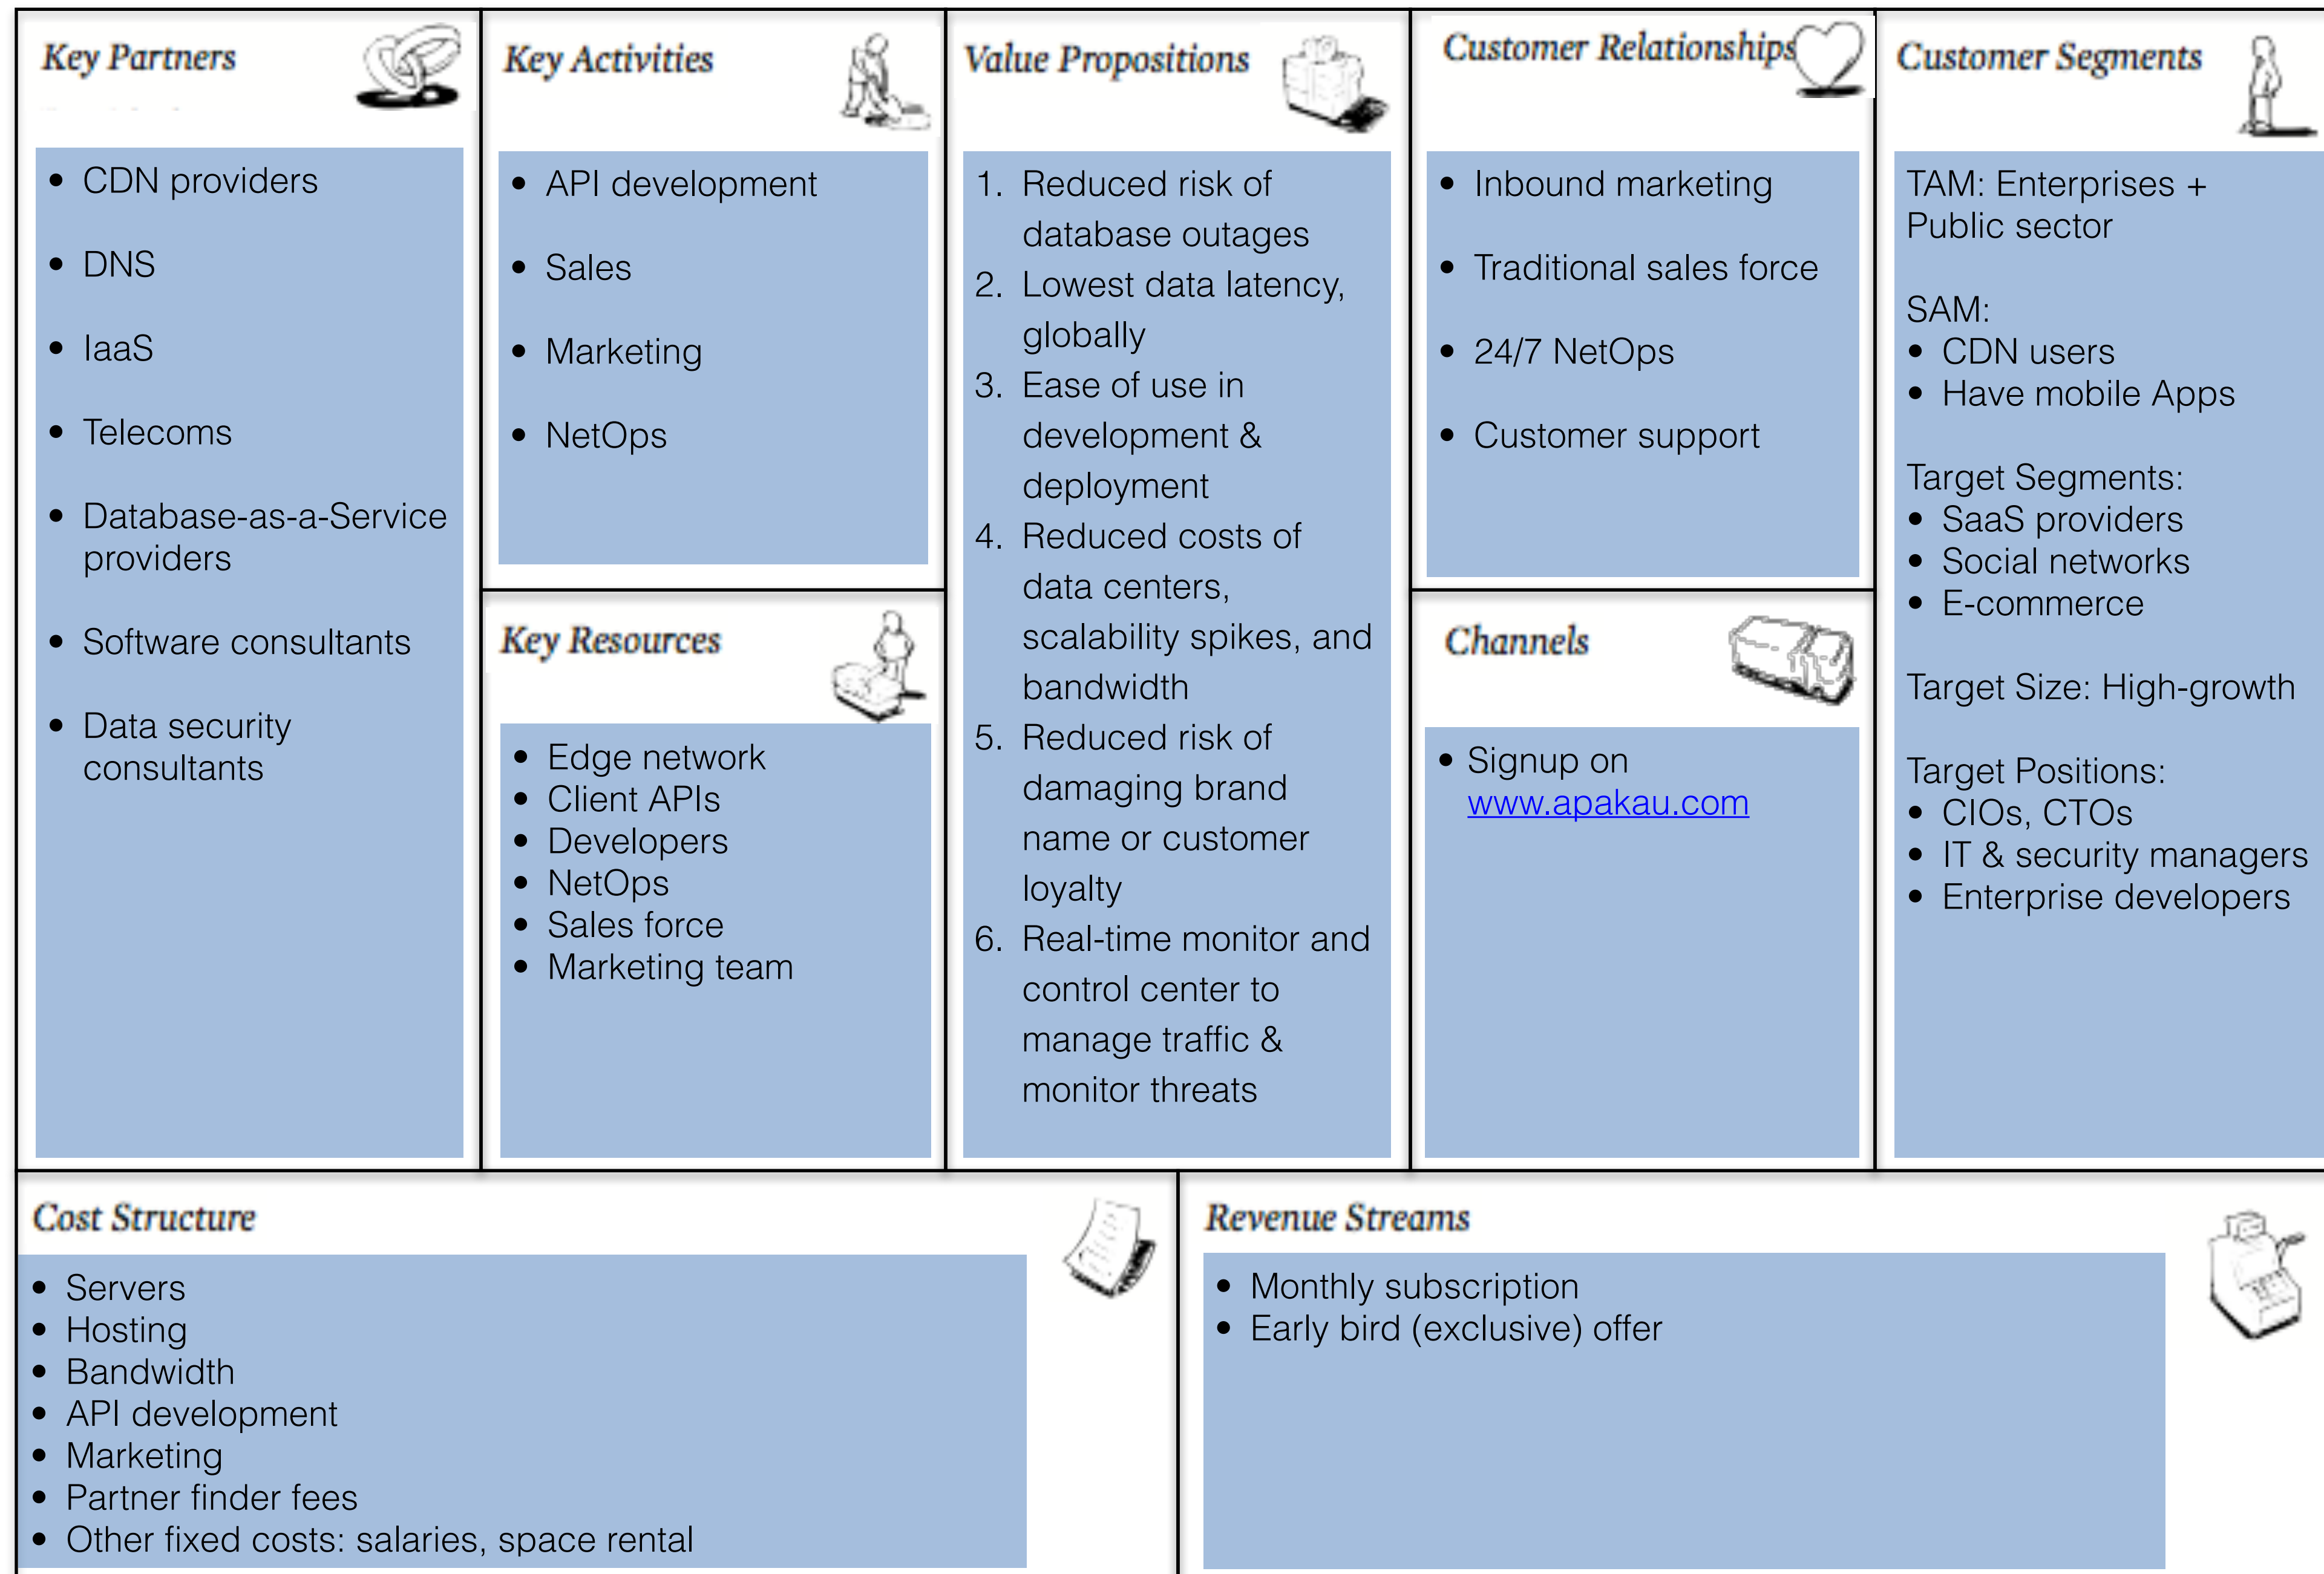 Key Partners
• CDN providers
• DNS
• IaaS
• Telecoms
• Database-as-a-Service
providers
• Software consultants
• Data security
consultants
Key Activities
• API development
• Sales
• Marketing
• NetOps
Key Resources
• Edge network
• Client APIs
• Developers
• NetOps
• Sales force
• Marketing team
Value Propositions
1. Reduced risk of
database outages
2. Lowest data latency,
globally
3. Ease of use in
development &
deployment
4. Reduced costs of
data centers,
scalability spikes, and
bandwidth
5. Reduced risk of
damaging brand
name or customer
loyalty
6. Real-time monitor and
control center to
manage traffic &
monitor threats
Customer Relationships
• Inbound marketing
• Traditional sales force
• 24/7 NetOps
• Customer support
Channels
• Signup on
www.apakau.com
Customer Segments
TAM: Enterprises +
Public sector
SAM:
• CDN users
• Have mobile Apps
Target Segments:
• SaaS providers
• Social networks
• E-commerce
Target Size: High-growth
Target Positions:
• CIOs, CTOs
• IT & security managers
• Enterprise developers
Cost Structure
• Servers
• Hosting
• Bandwidth
• API development
• Marketing
• Partner finder fees
• Other fixed costs: salaries, space rental
Revenue Streams
• Monthly subscription
• Early bird (exclusive) offer